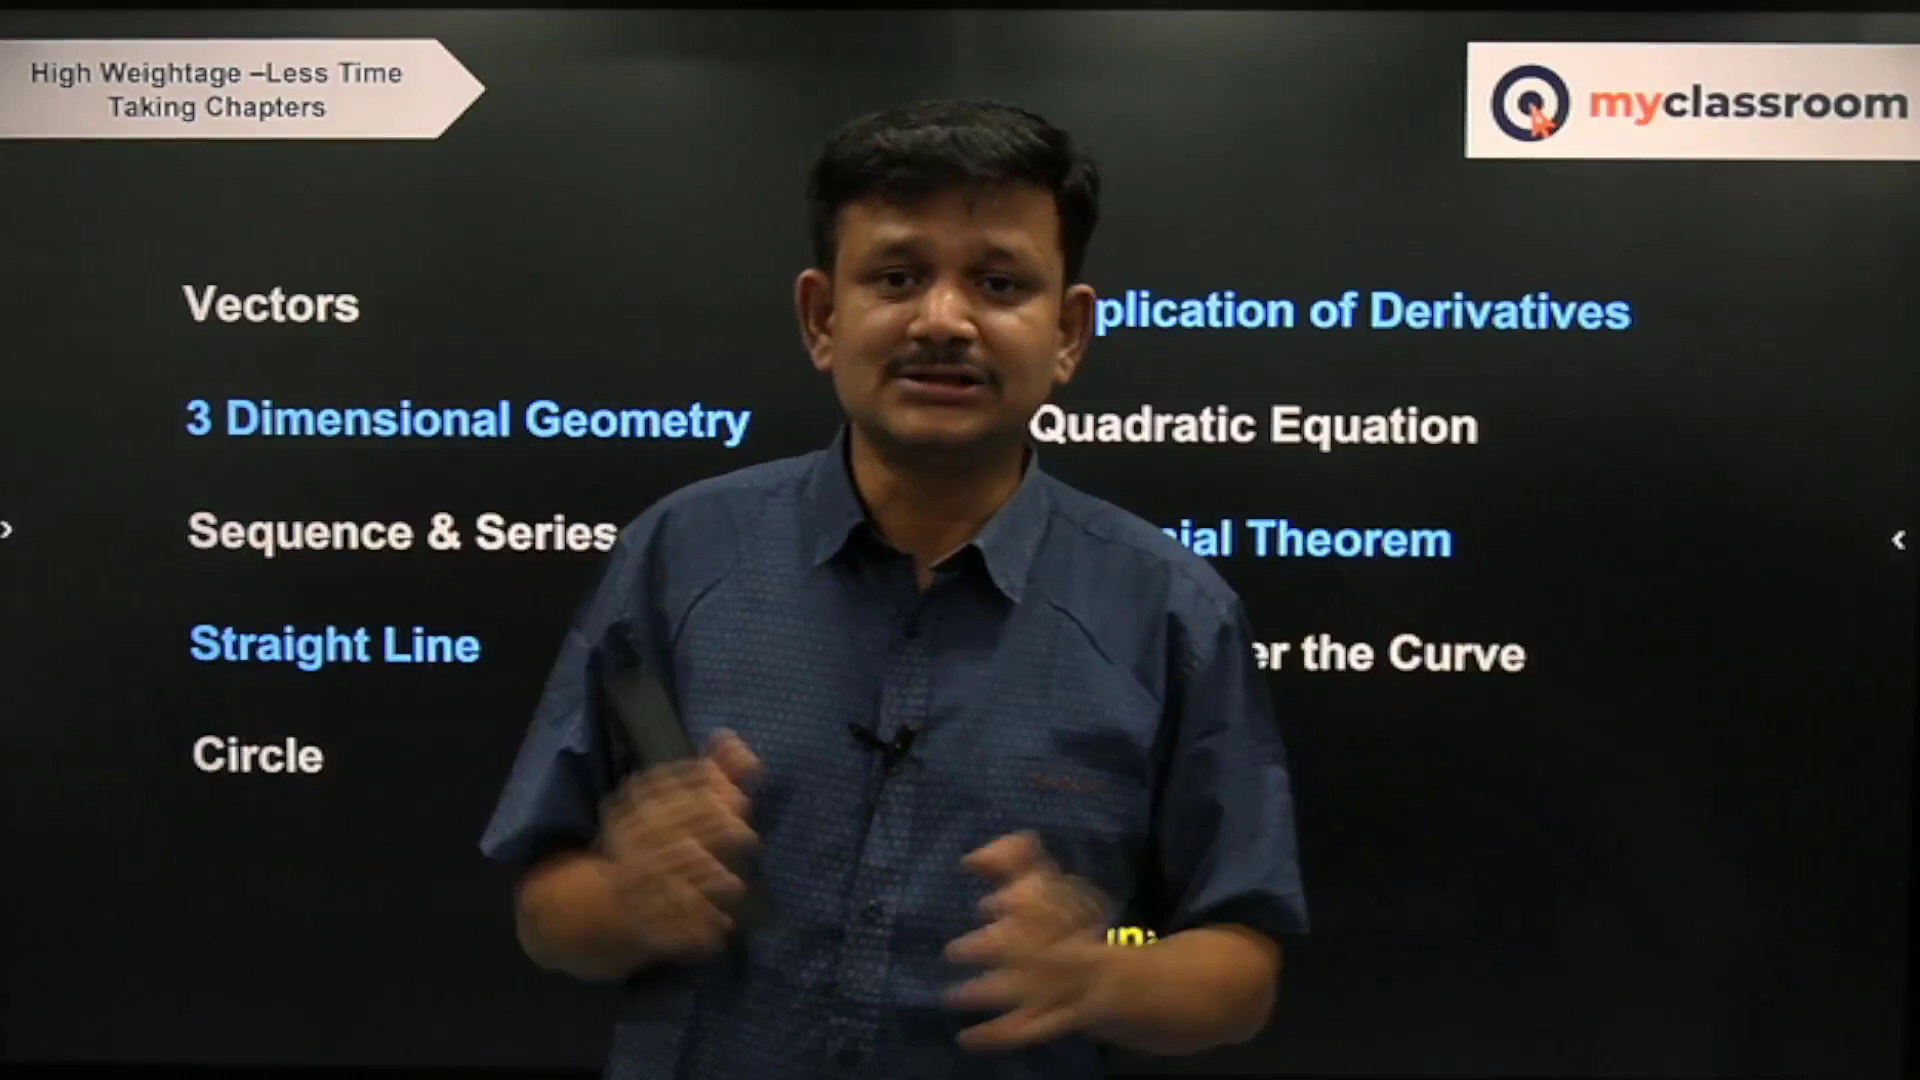 High Weightage –Less Time
Taking Chapters
myclassroom
Vectors
plication of Derivatives
3 Dimensional Geometry
Quadratic Equation
Sequence & Series
ial Theorem
Straight Line
er the Curve
Circle